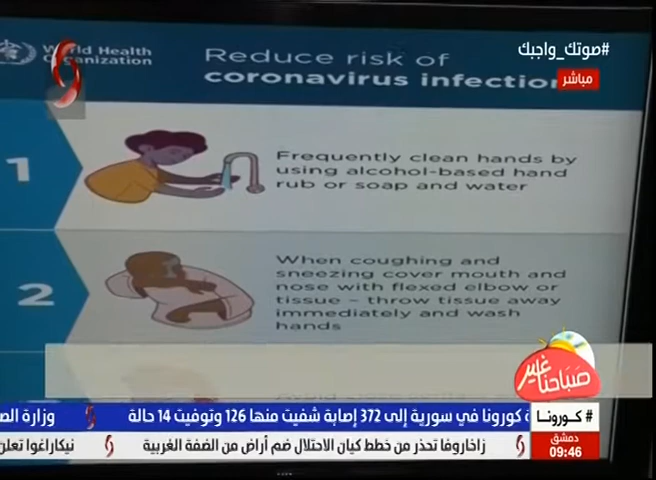 World Health
Organization
Reduce risk of
coronavirus infection
#صوتك_واجبك
مباشر
1
Frequently clean hands by
using alcohol-based hand
rub or soap and water
2
When coughing and
sneezing cover mouth and
nose with flexed elbow or
tissue – throw tissue away
immediately and wash
hands
صباحنا غير
# كورونا
كورونا في سورية إلى 372 إصابة شفيت منها 126 وتوفيت 14 حالة
وزارة
دمشق
09:46
زاخاروفا تحذر من خطط كيان الاحتلال ضم أراض من الضفة الغربية
نيكاراغوا تعلن